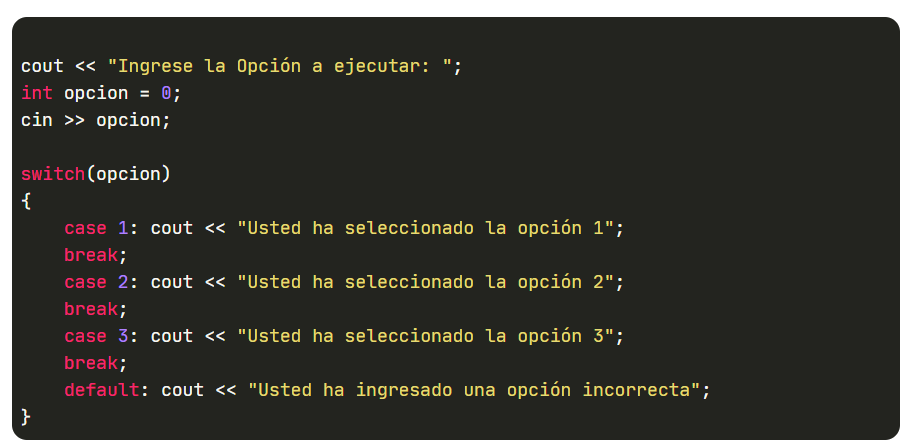 cout << "Ingrese la Opción a ejecutar: ";
int opcion = 0;
cin >> opcion;

switch(opcion)
{
    case 1: cout << "Usted ha seleccionado la opción 1";
    break;
    case 2: cout << "Usted ha seleccionado la opción 2";
    break;
    case 3: cout << "Usted ha seleccionado la opción 3";
    break;
    default: cout << "Usted ha ingresado una opción incorrecta";
}